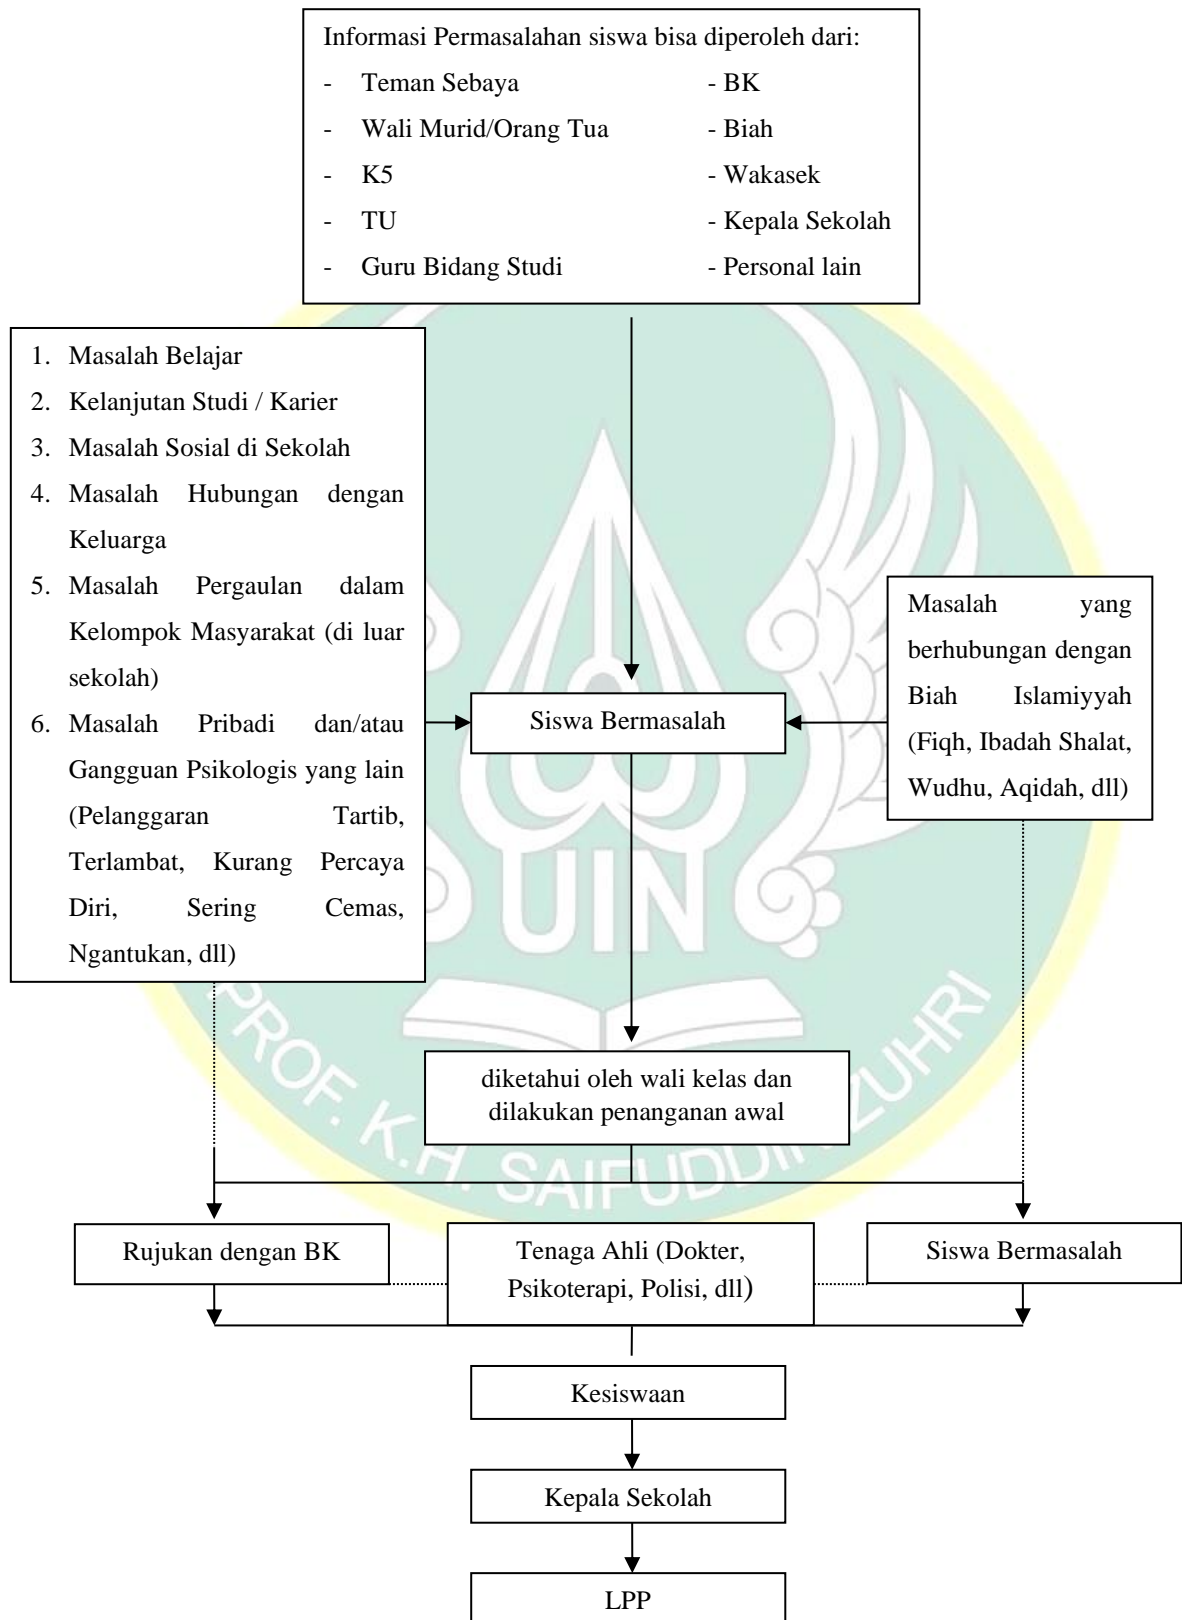 Informasi Permasalahan siswa bisa diperoleh dari:
- Teman Sebaya - BK
- Wali Murid/Orang Tua - Biah
- K5 - Wakasek
- TU - Kepala Sekolah
- Guru Bidang Studi - Personal lain
1. Masalah Belajar
2. Kelanjutan Studi / Karier
3. Masalah Sosial di Sekolah
4. Masalah Hubungan dengan
Keluarga
5. Masalah Pergaulan dalam
Kelompok Masyarakat (di luar
sekolah)
6. Masalah Pribadi dan/atau
Gangguan Psikologis yang lain
(Pelanggaran Tartib,
Terlambat, Kurang Percaya
Diri, Sering Cemas,
Ngantukan, dll)
Masalah yang
berhubungan dengan
Biah Islamiyyah
(Fiqh, Ibadah Shalat,
Wudhu, Aqidah, dll)
Siswa Bermasalah
UIN
diketahui oleh wali kelas dan
dilakukan penanganan awal
PROF. K.H. SAIFUDDIN ZUHRI
Rujukan dengan BK
Tenaga Ahli (Dokter,
Psikoterapi, Polisi, dll)
Siswa Bermasalah
Kesiswaan
Kepala Sekolah
LPP